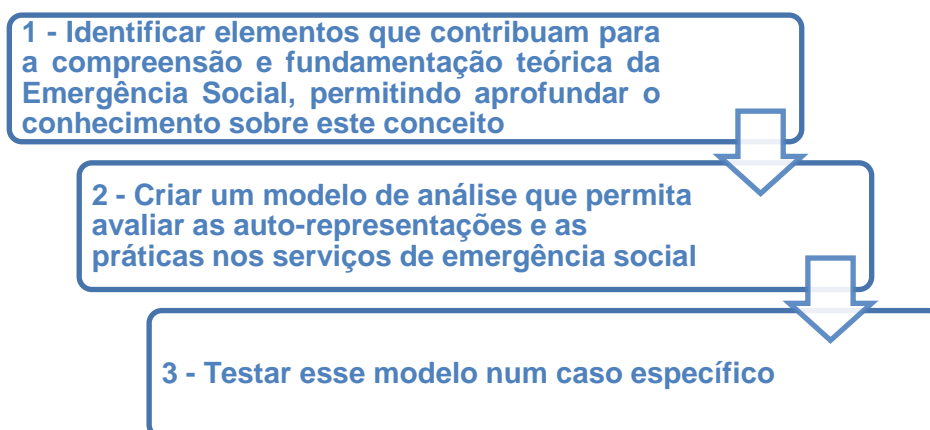 1 - Identificar elementos que contribuam para
a compreensão e fundamentação teórica da
Emergência Social, permitindo aprofundar o
conhecimento sobre este conceito
2 - Criar um modelo de análise que permita
avaliar as auto-representações e as
práticas nos serviços de emergência social
3 - Testar esse modelo num caso específico